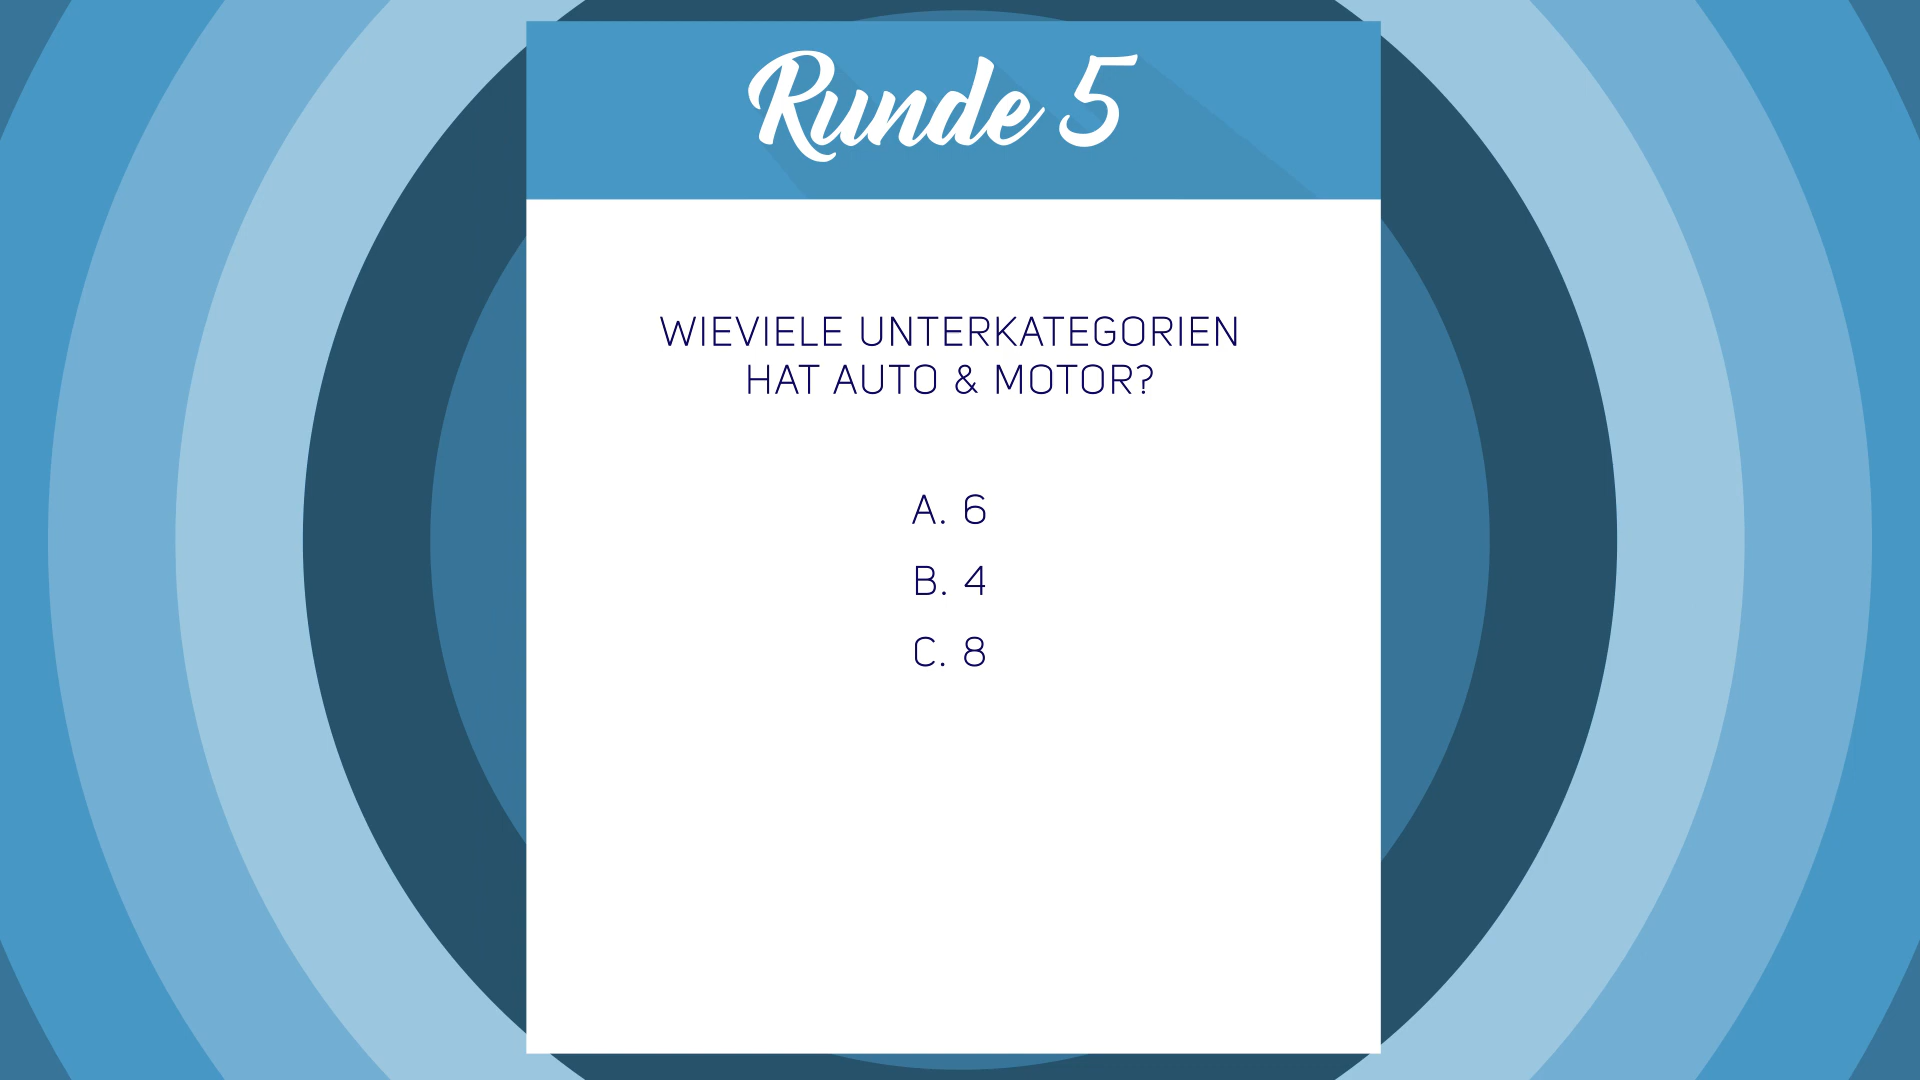 Runde 5
WIEVIELE UNTERKATEGORIEN
HAT AUTO & MOTOR?
A. 6
B. 4
C. 8